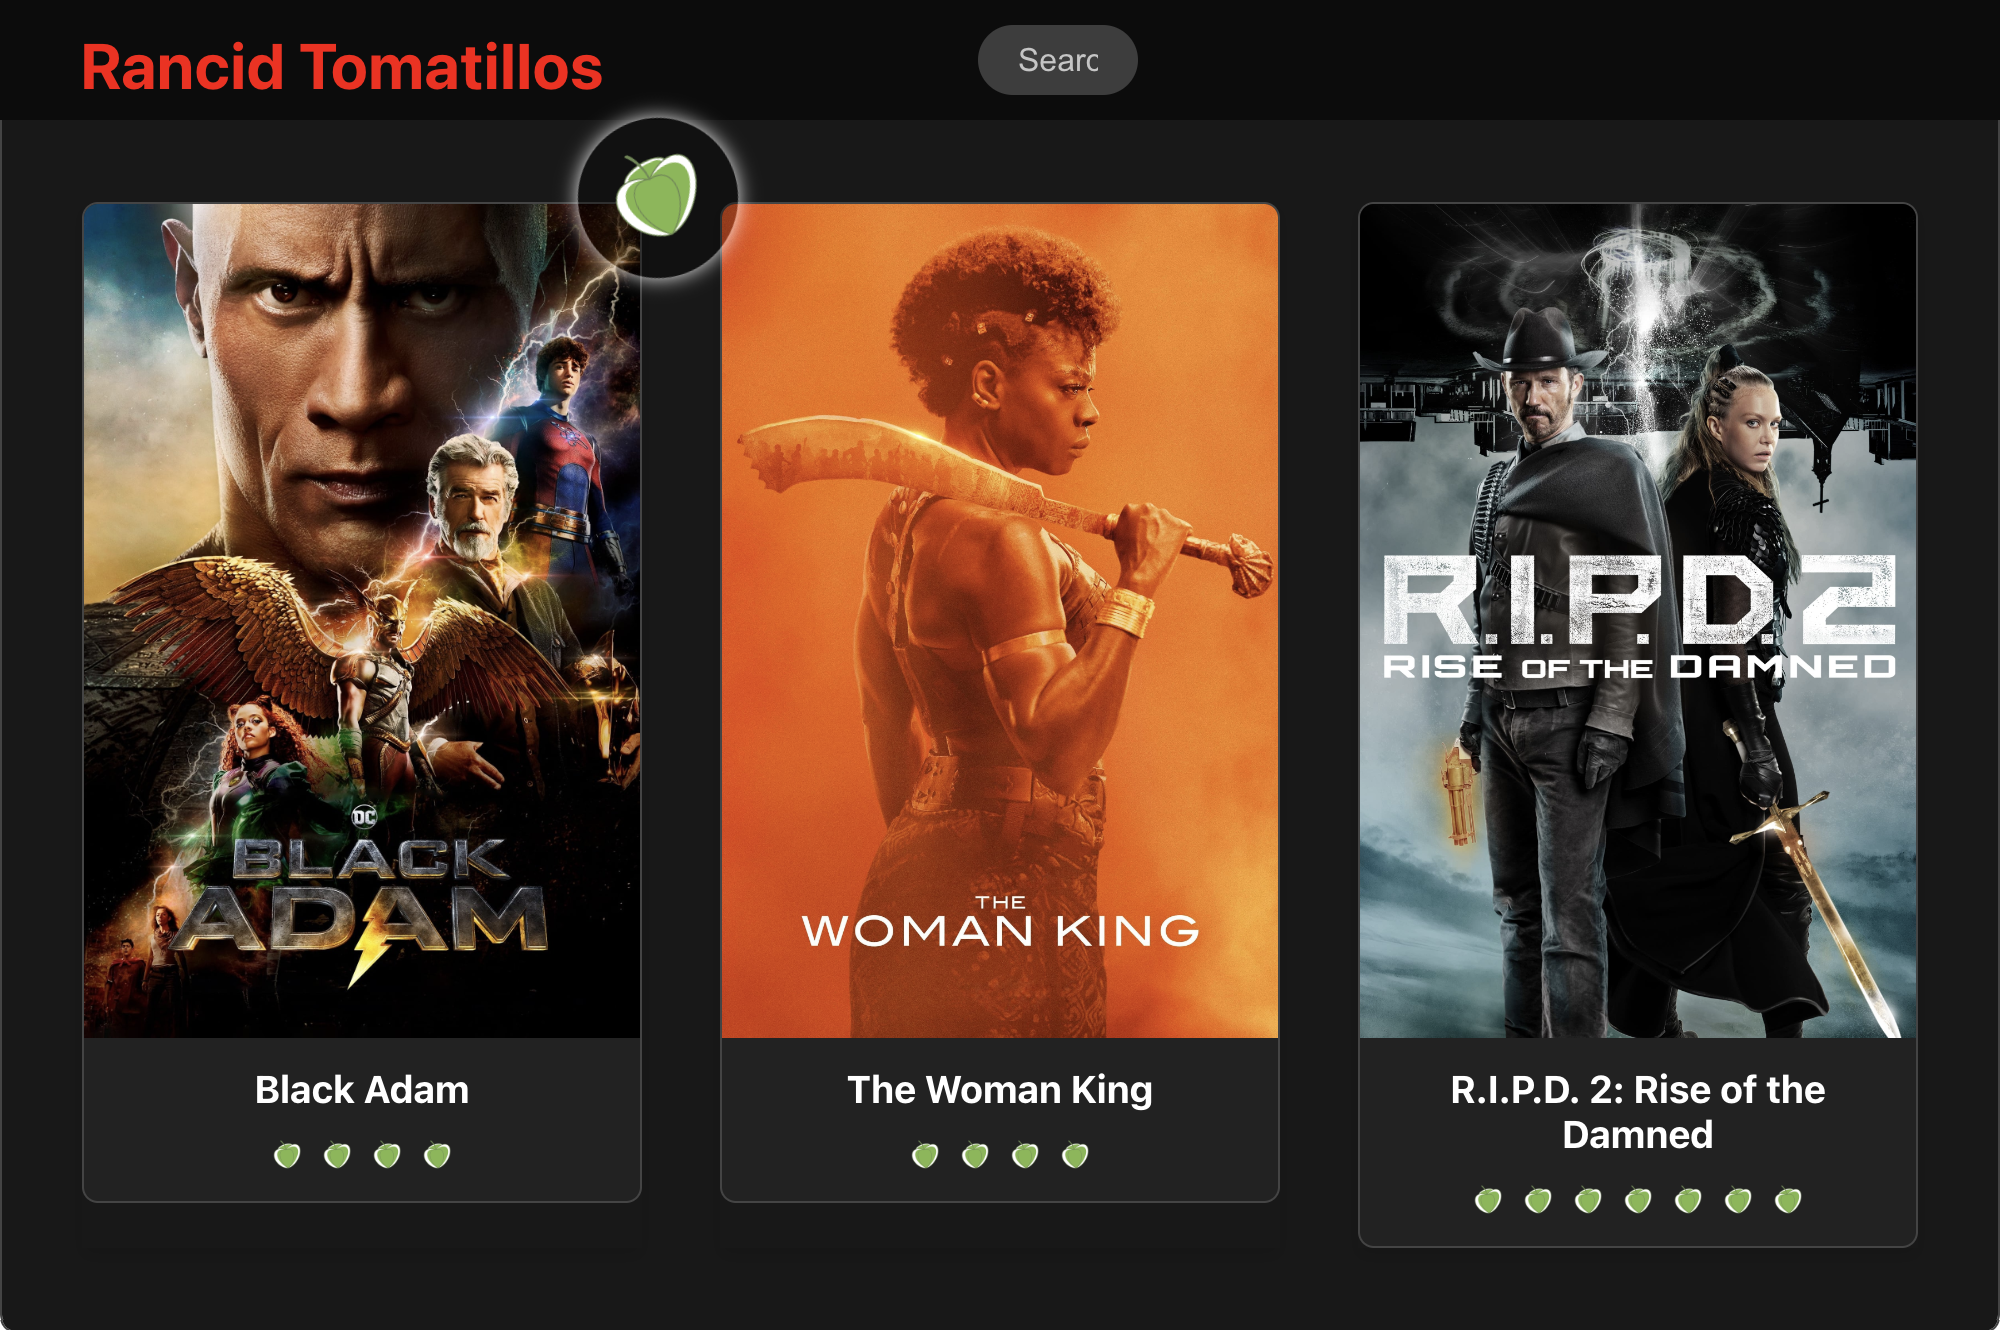 Rancid Tomatillos
Searc
DC
BLACK
ADAM
THE
WOMAN KING
R.I.P.D.2
RISE OF THE DAMNED
Black Adam
The Woman King
R.I.P.D. 2: Rise of the
Damned